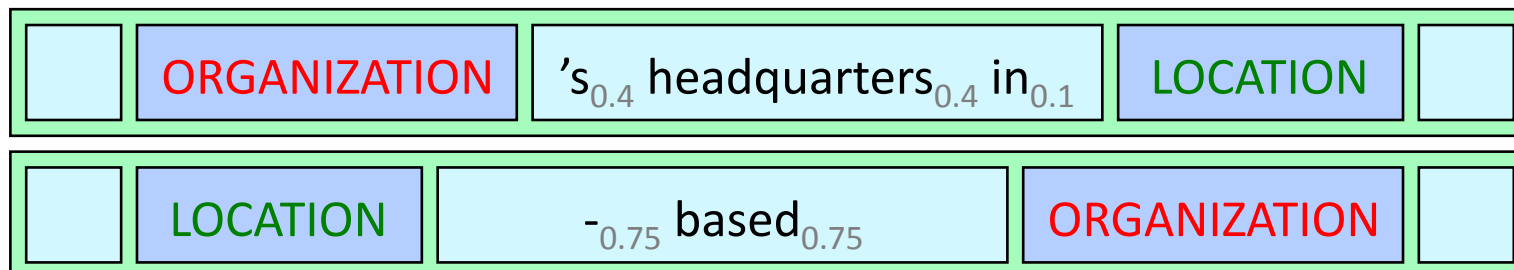 ORGANIZATION ’s0.4 headquarters0.4 in0.1 LOCATION
LOCATION -0.75 based0.75 ORGANIZATION